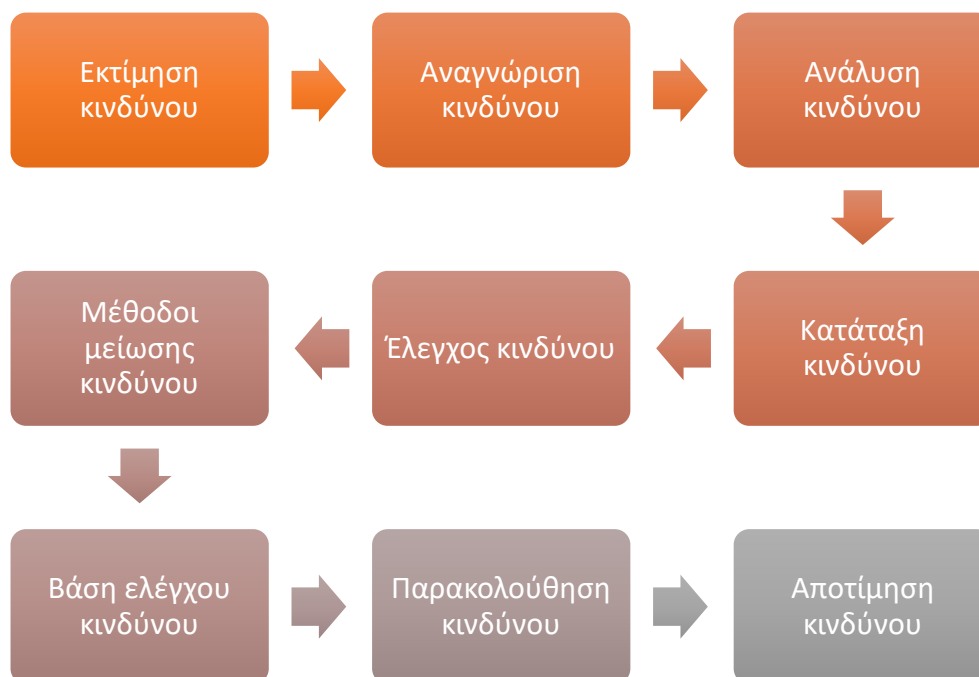 Εκτίμηση
κινδύνου
Αναγνώριση
κινδύνου
Ανάλυση
κινδύνου
Κατάταξη
κινδύνου
Έλεγχος κινδύνου
Μέθοδοι
μείωσης
κινδύνου
Βάση ελέγχου
κινδύνου
Παρακολούθηση
κινδύνου
Αποτίμηση
κινδύνου